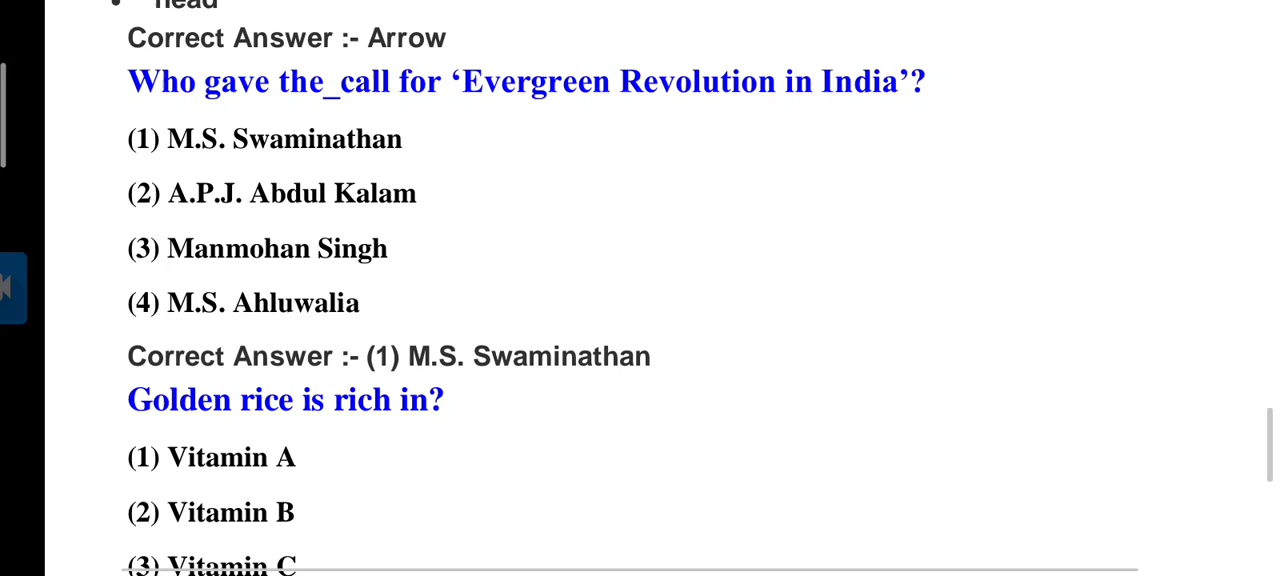 head
Correct Answer :- Arrow
Who gave the_call for ‘Evergreen Revolution in India’?
(1) M.S. Swaminathan
(2) A.P.J. Abdul Kalam
(3) Manmohan Singh
(4) M.S. Ahluwalia
Correct Answer :- (1) M.S. Swaminathan
Golden rice is rich in?
(1) Vitamin A
(2) Vitamin B
(3) Vitamin C